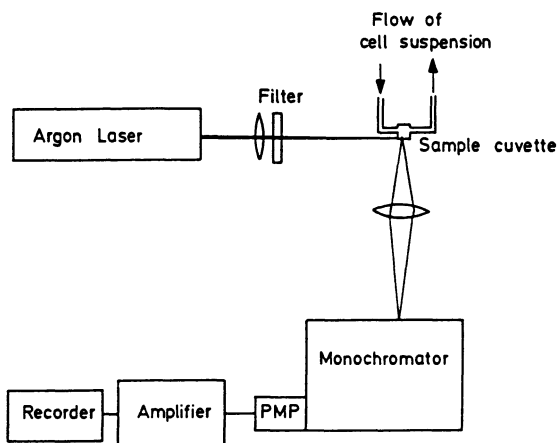 Flow of
cell suspension
Filter
Argon Laser
Sample cuvette
Monochromator
PMP
Amplifier
Recorder